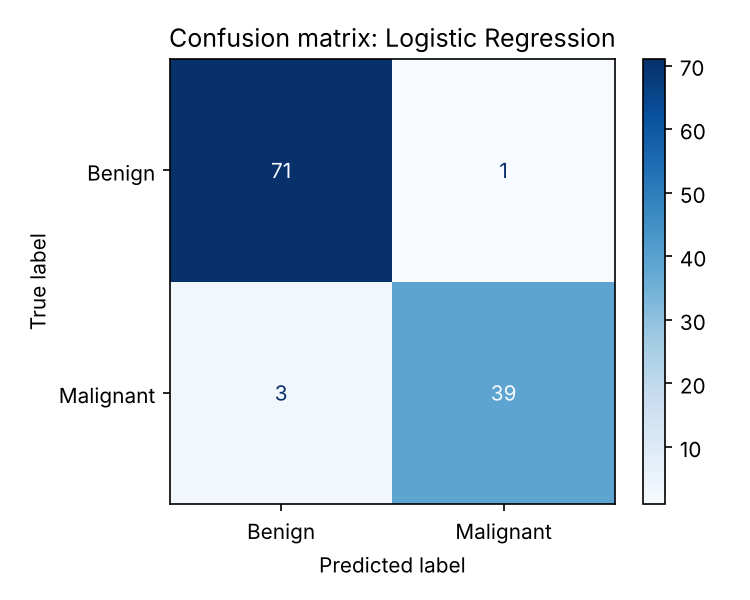 Confusion matrix: Logistic Regression
True label
Benign
Malignant
71
1
3
39
Benign
Malignant
Predicted label
70
60
50
40
30
20
10